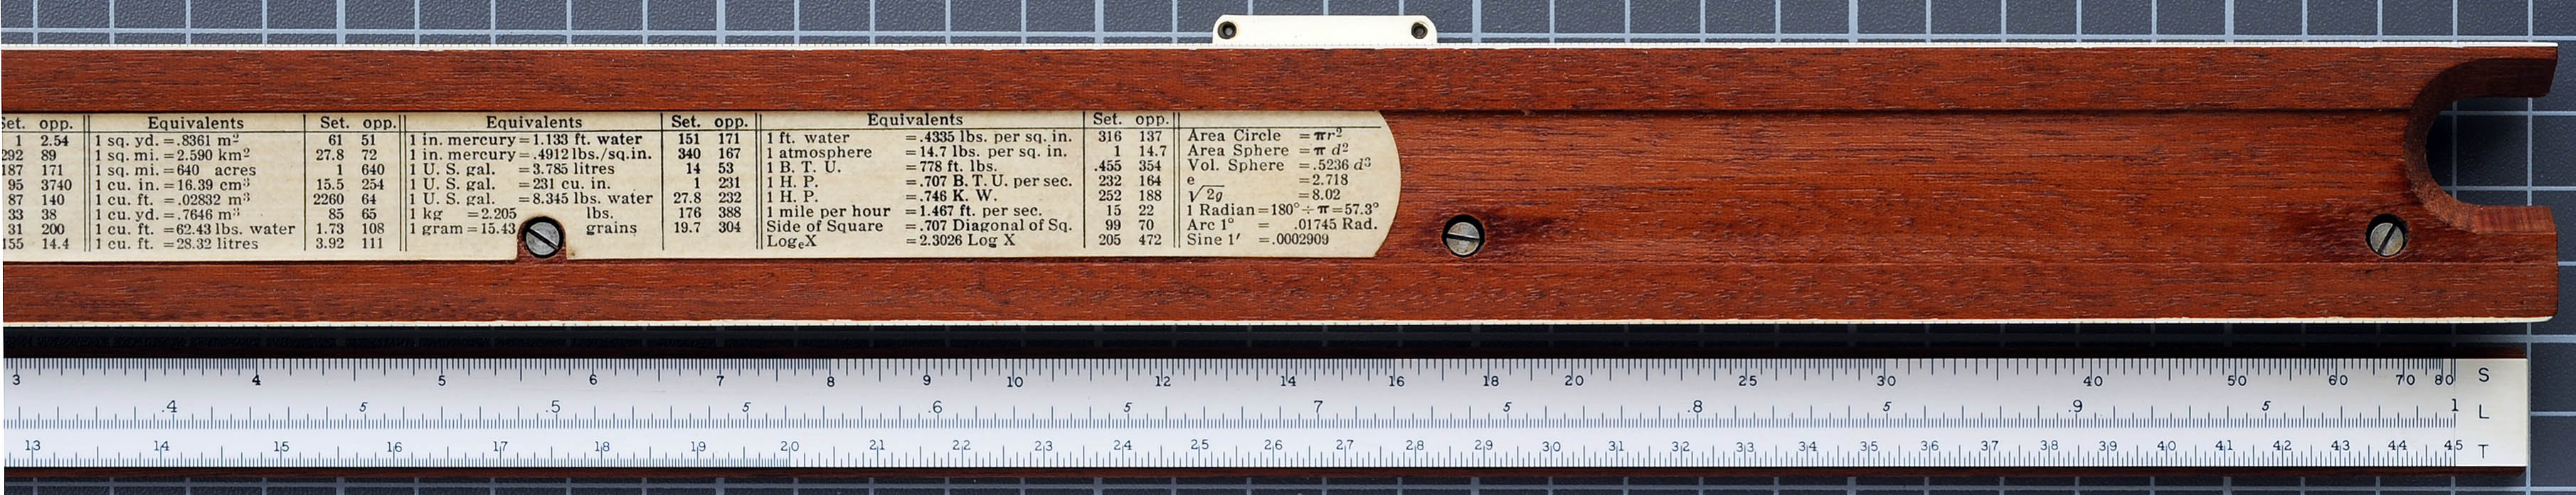 Set. opp. Equivalents Set. opp. Equivalents Set. opp. Equivalents Set. opp.
1 2.54 1 sq. yd. =.8361 m² 61 51 1 in. mercury=1.133 ft. water 151 171 1 ft. water =.4335 lbs. per sq. in. 316 137 Area Circle =πr²
292 89 1 sq. mi. =2.590 km² 27.8 72 1 in. mercury=.4912 lbs./sq.in. 340 167 1 atmosphere =14.7 lbs. per sq. in. 1 14.7 Area Sphere =π d²
187 171 1 sq. mi. =640 acres 1 640 1 U. S. gal. =3.785 litres 14 53 1 B. T. U. =778 ft. lbs. .455 354 Vol. Sphere =.5236 d³
95 3740 1 cu. in. =16.39 cm³ 15.5 254 1 U. S. gal. =231 cu. in. 1 231 1 H. P. =.707 B. T. U. per sec. 232 164 e =2.718
87 140 1 cu. ft. =.02832 m³ 2260 64 1 U. S. gal. =8.345 lbs. water 27.8 232 1 H. P. =.746 K. W. 252 188 √2g =8.02
33 38 1 cu. yd. =.7646 m³ 85 65 1 kg =2.205 lbs. 176 388 1 mile per hour =1.467 ft. per sec. 15 22 1 Radian=180°÷π=57.3°
31 200 1 cu. ft. =62.43 lbs. water 1.73 108 1 gram =15.43 grains 19.7 304 Side of Square =.707 Diagonal of Sq. 99 70 Arc 1° = .01745 Rad.
155 14.4 1 cu. ft. =28.32 litres 3.92 111 LogₑX =2.3026 Log X 205 472 Sine 1′ =.0002909
3 4 5 6 7 8 9 10 12 14 16 18 20 25 30 40 50 60 70 80 S
.4 5 .5 5 .6 5 7 5 .8 5 .9 5 1 L
13 14 15 16 17 18 19 20 21 22 23 24 25 26 27 28 29 30 31 32 33 34 35 36 37 38 39 40 41 42 43 44 45 T